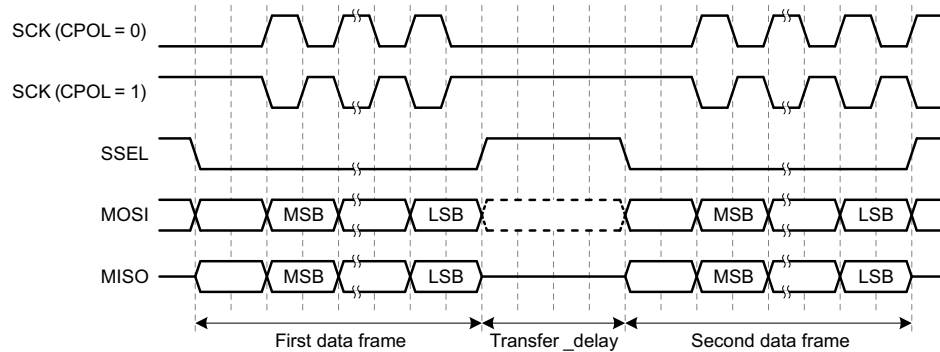 SCK (CPOL = 0)
SCK (CPOL = 1)
SSEL
MOSI MSB LSB MSB LSB
MISO MSB LSB MSB LSB
First data frame Transfer _delay Second data frame